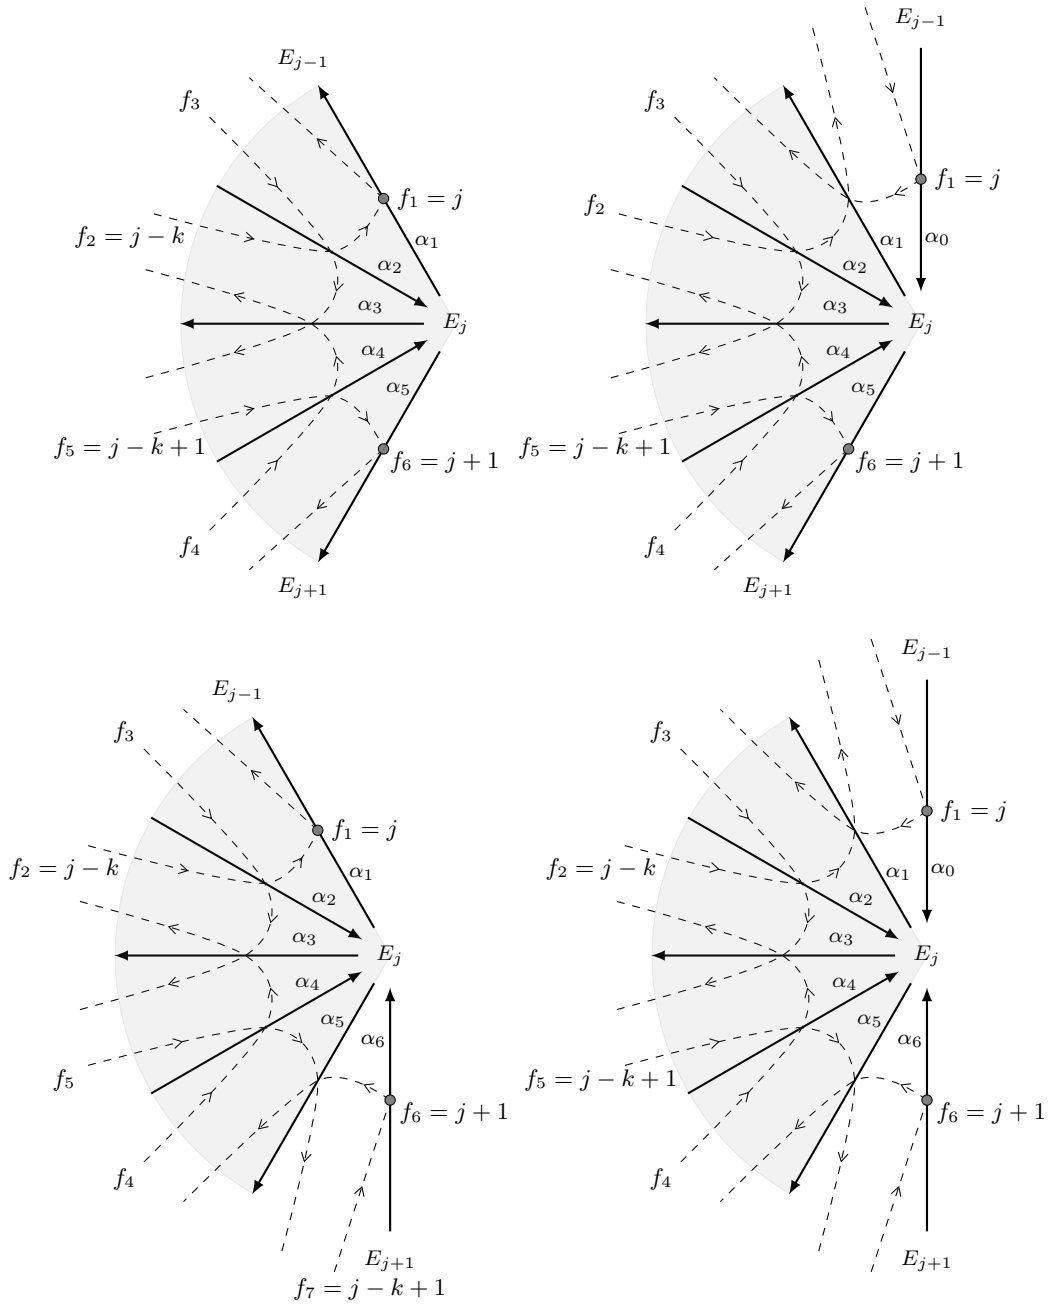 E_{j-1}
f_3
f_1 = j
f_2 = j − k
α_1
α_2
α_3
E_j
α_4
α_5
f_5 = j − k + 1
f_6 = j + 1
f_4
E_{j+1}
E_{j-1}
f_3
f_1 = j
f_2
α_1
α_0
α_2
α_3
E_j
α_4
α_5
f_5 = j − k + 1
f_6 = j + 1
f_4
E_{j+1}
E_{j-1}
f_3
f_1 = j
f_2 = j − k
α_1
α_2
α_3
E_j
α_4
α_5
α_6
f_5
f_6 = j + 1
f_4
E_{j+1}
f_7 = j − k + 1
E_{j-1}
f_3
f_1 = j
f_2 = j − k
α_1
α_0
α_2
α_3
E_j
α_4
α_5
α_6
f_5 = j − k + 1
f_6 = j + 1
f_4
E_{j+1}